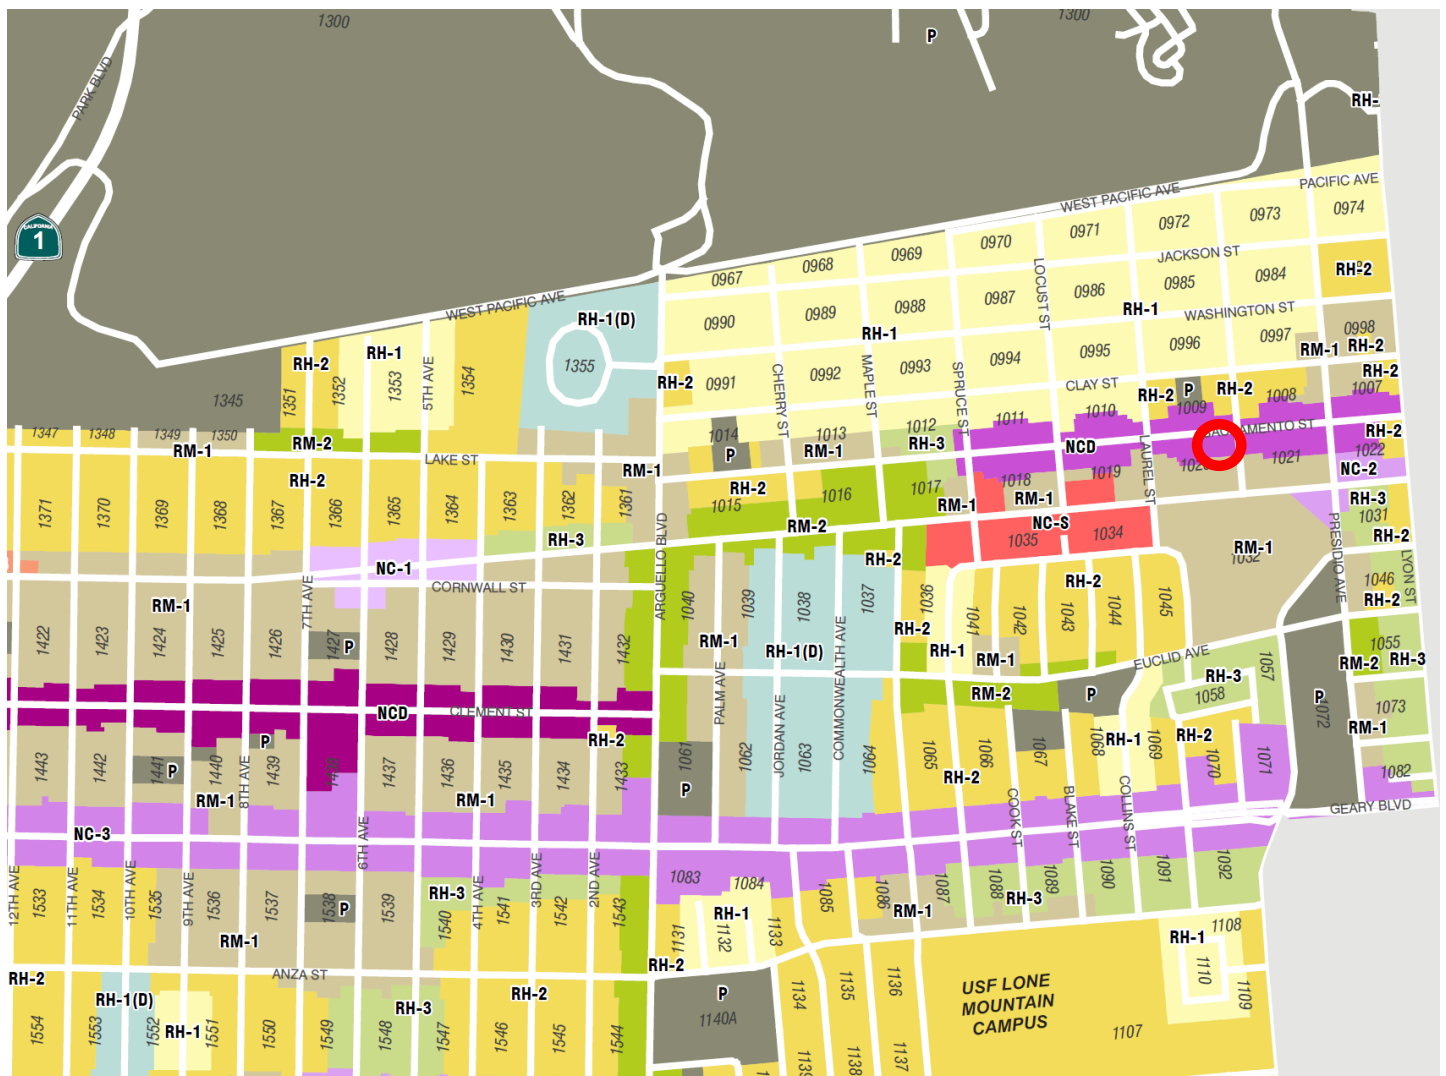 1300
1300
P
PARK BLVD
RH-
CALIFORNIA
1
WEST PACIFIC AVE
PACIFIC AVE
0967
0968
0969
0970
0971
0972
0973
0974
JACKSON ST
LOCUST ST
0990
0989
0988
0987
0986
0985
0984
RH-2
RH-1
RH-1
WASHINGTON ST
WEST PACIFIC AVE
RH-1(D)
1355
0991
0992
0993
0994
0995
0996
0997
0998
RM-1
RH-2
RH-2
CHERRY ST
MAPLE ST
SPRUCE ST
CLAY ST
RH-2
P
RH-2
RH-2
1007
1008
1009
1010
1011
1012
1013
1014
P
RM-1
RH-3
NCD
SACRAMENTO ST
RH-2
1022
NC-2
LAUREL ST
1021
1020
1019
1018
1017
1016
1015
RH-2
RM-1
RM-1
RM-2
NC-S
1035
1034
RM-1
1032
RH-3
1031
RH-2
PRESIDIO AVE
LYON ST
RH-2
RH-1
1351
1352
1353
5TH AVE
1354
1345
1347
1348
1349
1350
RM-1
RM-2
LAKE ST
RM-1
RH-2
1371
1370
1369
1368
1367
1366
1365
1364
1363
1362
1361
RH-3
ARGUELLO BLVD
NC-1
CORNWALL ST
7TH AVE
RM-1
RH-2
1040
1039
1038
1037
1036
1041
1042
1043
1044
1045
RH-2
1046
RH-2
1422
1423
1424
1425
1426
1427
P
1428
1429
1430
1431
1432
RM-1
RH-1(D)
RH-2
RH-1
RM-1
EUCLID AVE
1057
RH-3
1058
1055
RM-2
RH-3
PALM AVE
JORDAN AVE
COMMONWEALTH AVE
RM-2
P
P
1072
1073
RM-1
NCD
CLEMENT ST
RH-2
P
P
1443
1442
1441
1440
8TH AVE
1439
1438
1437
1436
1435
1434
1433
RM-1
RM-1
1061
P
1062
1063
1064
1065
1066
1067
1068
RH-1
1069
RH-2
1070
1071
RH-2
1082
COOK ST
BLAKE ST
COLLINS ST
GEARY BLVD
NC-3
6TH AVE
12TH AVE
11TH AVE
10TH AVE
9TH AVE
4TH AVE
3RD AVE
2ND AVE
1533
1534
1535
1536
1537
1538
P
1539
RH-3
1540
1541
1542
1543
RM-1
1083
1084
1085
1086
1087
1088
1089
1090
1091
1092
RM-1
RH-3
RH-1
1131
1132
1133
RH-2
RH-1
1108
1110
1109
ANZA ST
RH-2
RH-1(D)
RH-1
RH-3
RH-2
1554
1553
1552
1551
1550
1549
1548
1547
1546
1545
1544
P
1140A
1134
1135
1136
1139
1138
1137
USF LONE
MOUNTAIN
CAMPUS
1107